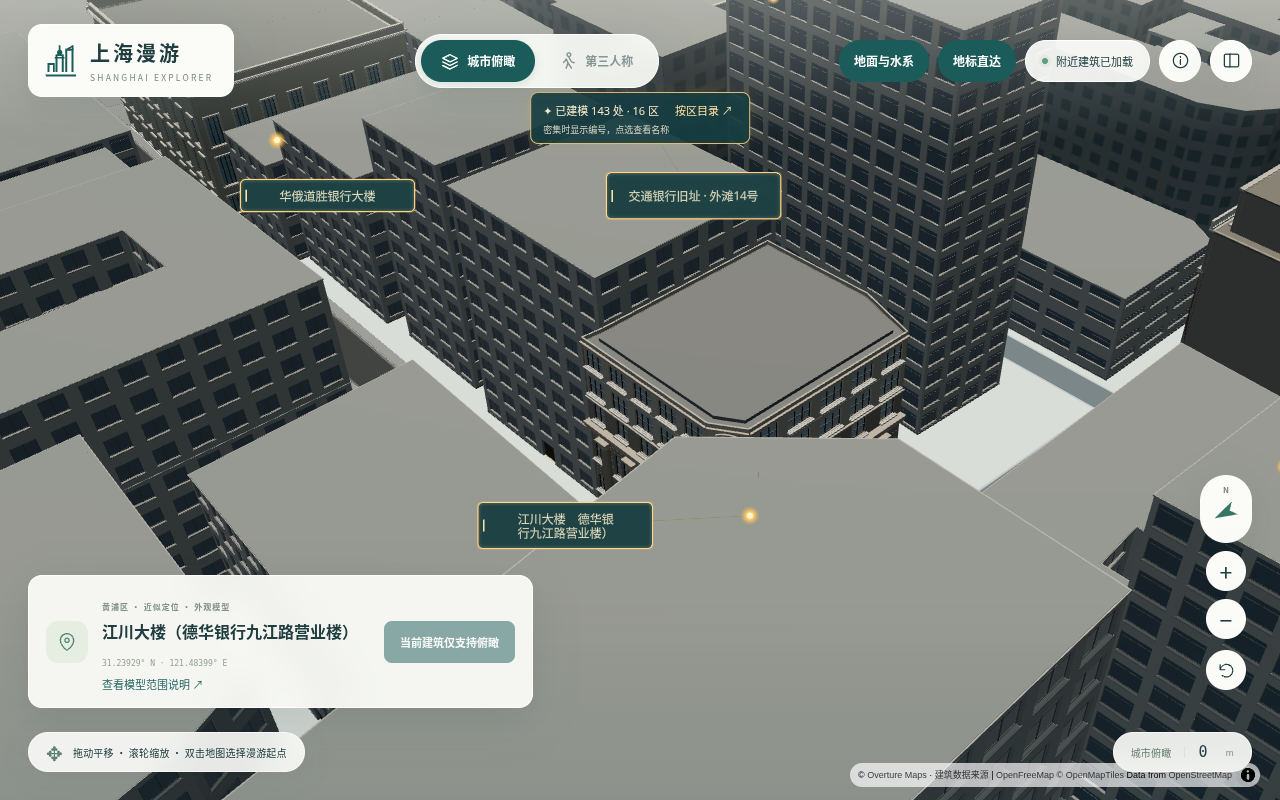 上海漫游
SHANGHAI EXPLORER
城市俯瞰
第三人称
地面与水系
地标直达
附近建筑已加载
✦ 已建模 143 处 · 16 区 按区目录 ↗
密集时显示编号，点选查看名称
华俄道胜银行大楼
交通银行旧址 · 外滩14号
江川大楼 德华银
行九江路营业楼）
N
+
−
黄浦区 · 近似定位 · 外观模型
江川大楼（德华银行九江路营业楼）
31.23929° N · 121.48399° E
查看模型范围说明 ↗
当前建筑仅支持俯瞰
拖动平移 · 滚轮缩放 · 双击地图选择漫游起点
城市俯瞰 0 m
© Overture Maps · 建筑数据来源 | OpenFreeMap © OpenMapTiles Data from OpenStreetMap